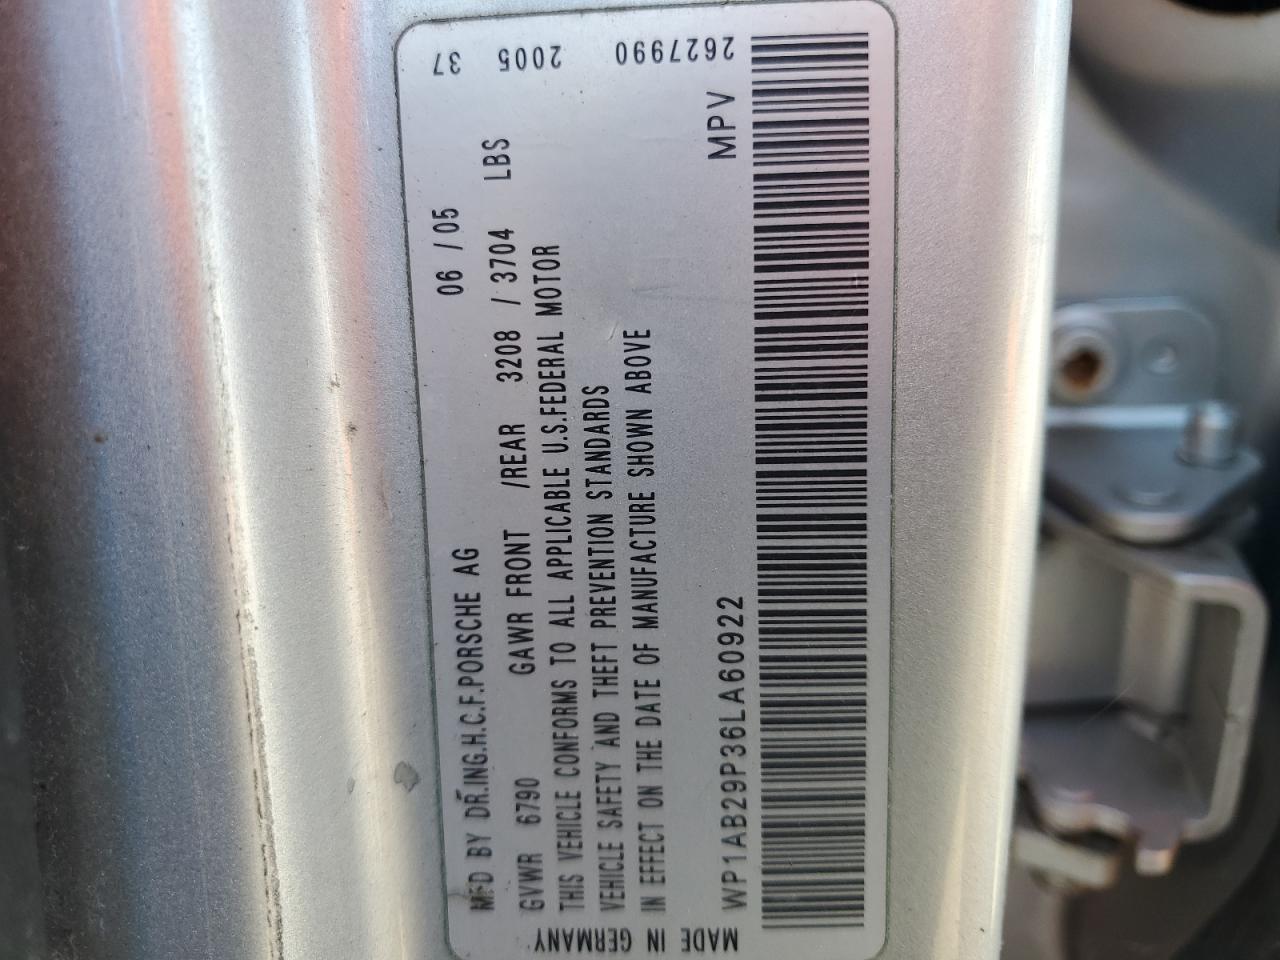 MFD BY DR.ING.H.C.F.PORSCHE AG 06 /05
GVWR 6790 GAWR FRONT /REAR 3208 / 3704 LBS
THIS VEHICLE CONFORMS TO ALL APPLICABLE U.S.FEDERAL MOTOR
VEHICLE SAFETY AND THEFT PREVENTION STANDARDS
IN EFFECT ON THE DATE OF MANUFACTURE SHOWN ABOVE
WP1AB29P36LA60922 MPV
MADE IN GERMANY
37 2005 2627990